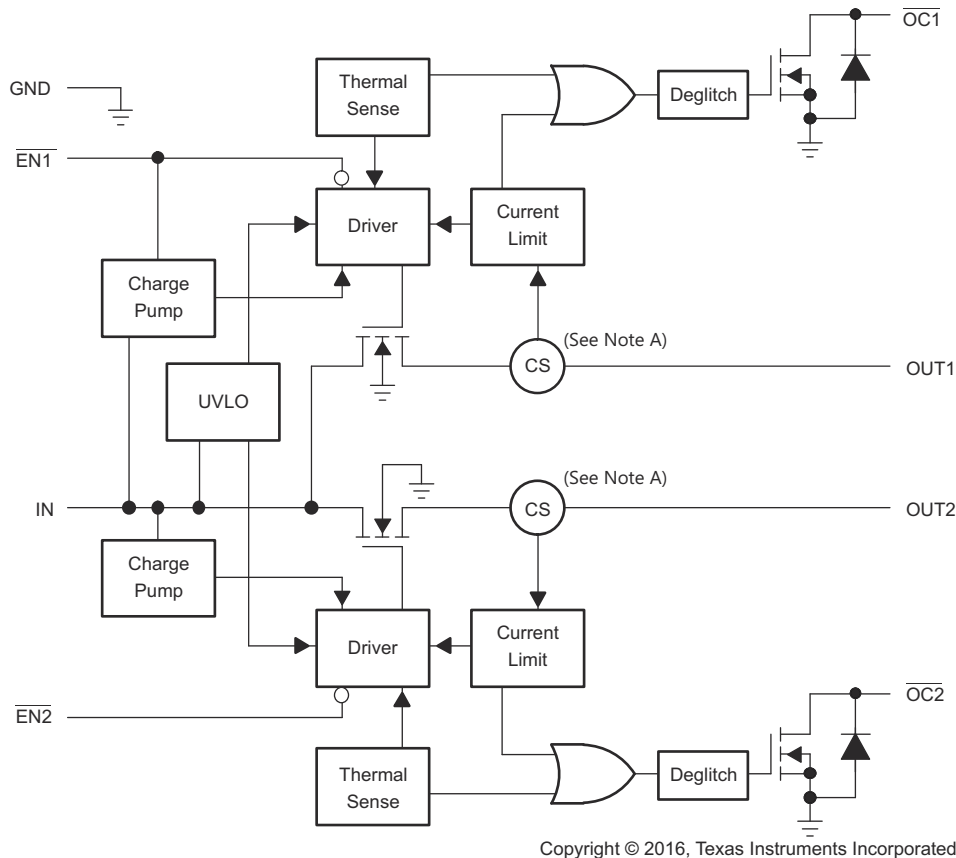 OC1
Thermal
Sense
Deglitch
GND
EN1
Driver
Current
Limit
Charge
Pump
(See Note A)
CS
OUT1
UVLO
(See Note A)
IN
CS
OUT2
Charge
Pump
Driver
Current
Limit
OC2
EN2
Thermal
Sense
Deglitch
Copyright © 2016, Texas Instruments Incorporated